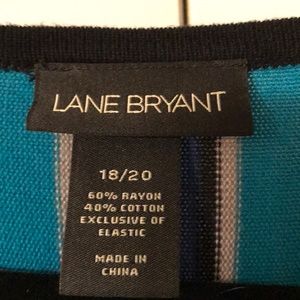 LANE BRYANT
18/20
60% RAYON
40% COTTON
EXCLUSIVE OF
ELASTIC
MADE IN
CHINA